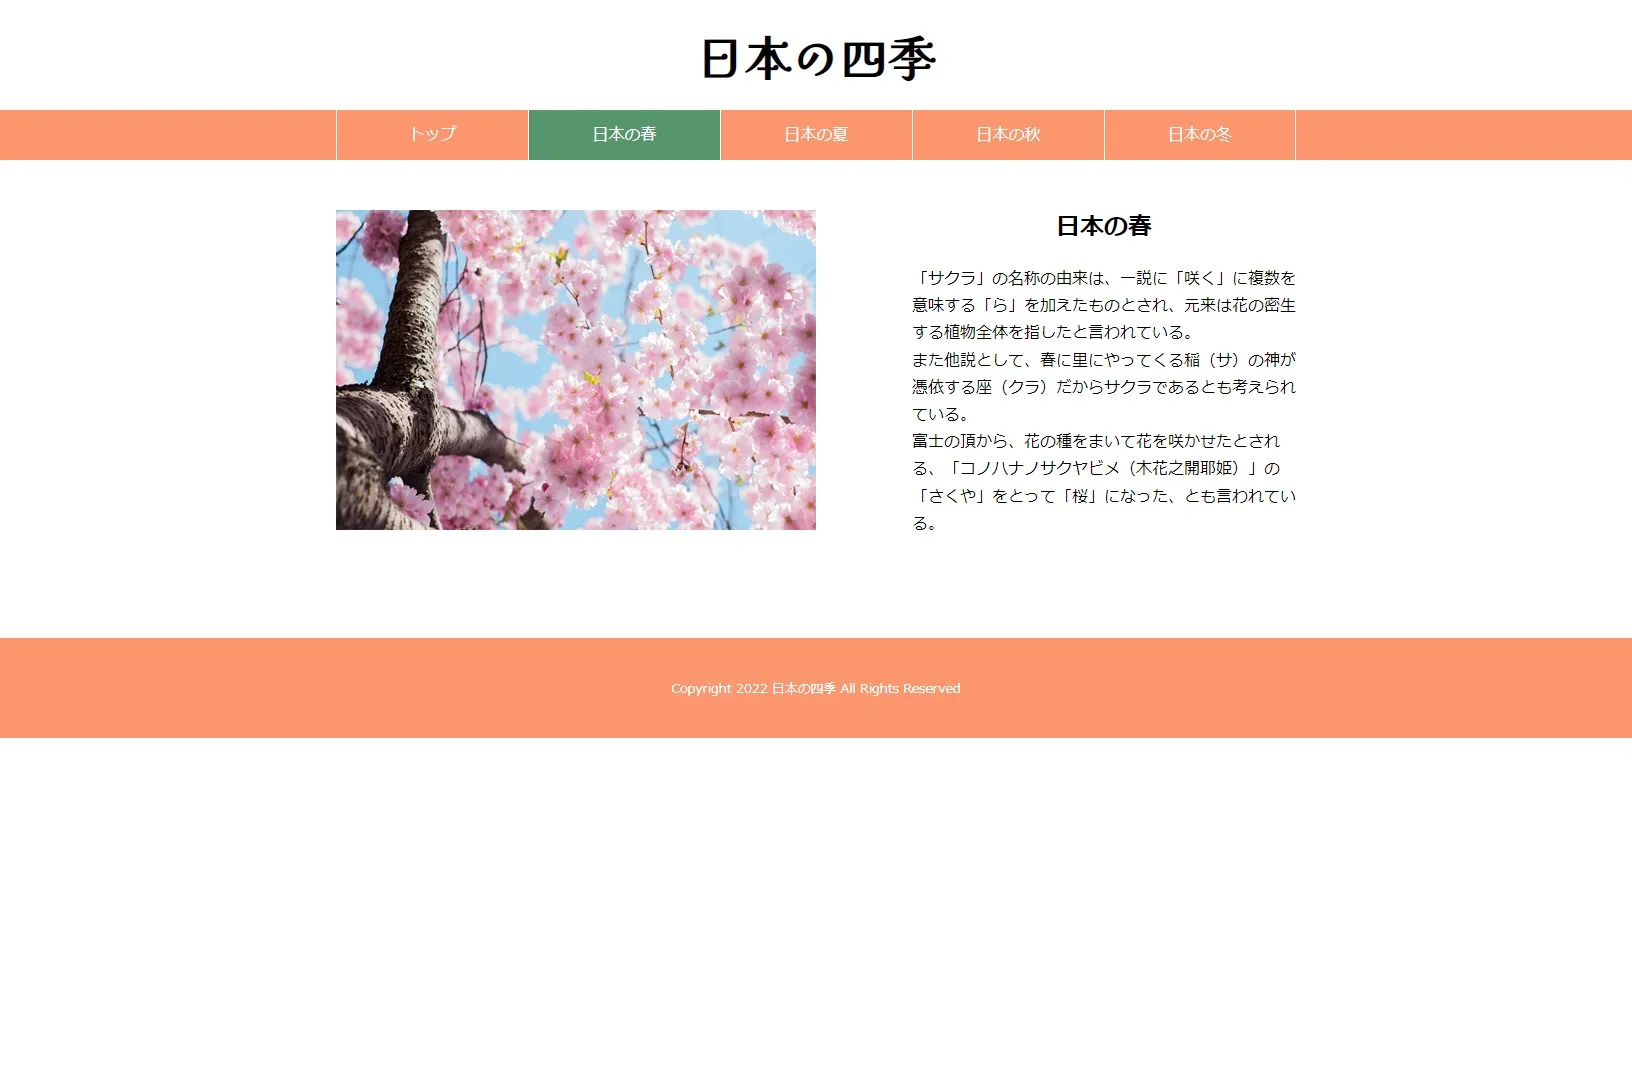 日本の四季
トップ
日本の春
日本の夏
日本の秋
日本の冬
日本の春
「サクラ」の名称の由来は、一説に「咲く」に複数を
意味する「ら」を加えたものとされ、元来は花の密生
する植物全体を指したと言われている。
また他説として、春に里にやってくる稲（サ）の神が
憑依する座（クラ）だからサクラであるとも考えられ
ている。
富士の頂から、花の種をまいて花を咲かせたとされ
る、「コノハナノサクヤビメ（木花之開耶姫）」の
「さくや」をとって「桜」になった、とも言われてい
る。
Copyright 2022 日本の四季 All Rights Reserved